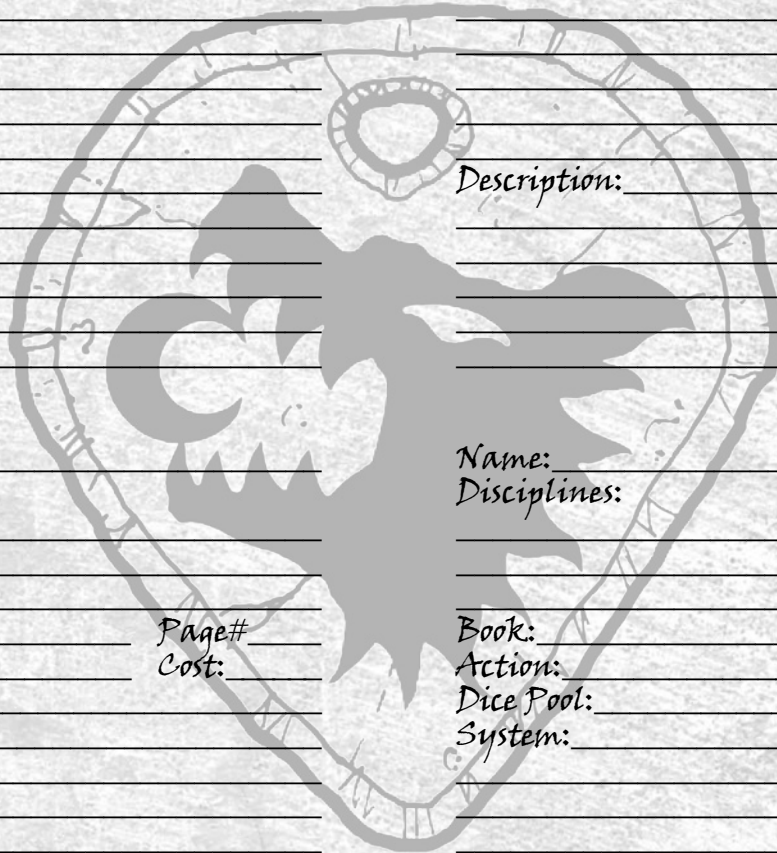 Description:
Name:
Disciplines:
Page#
Cost:
Book:
Action:
Dice Pool:
System: